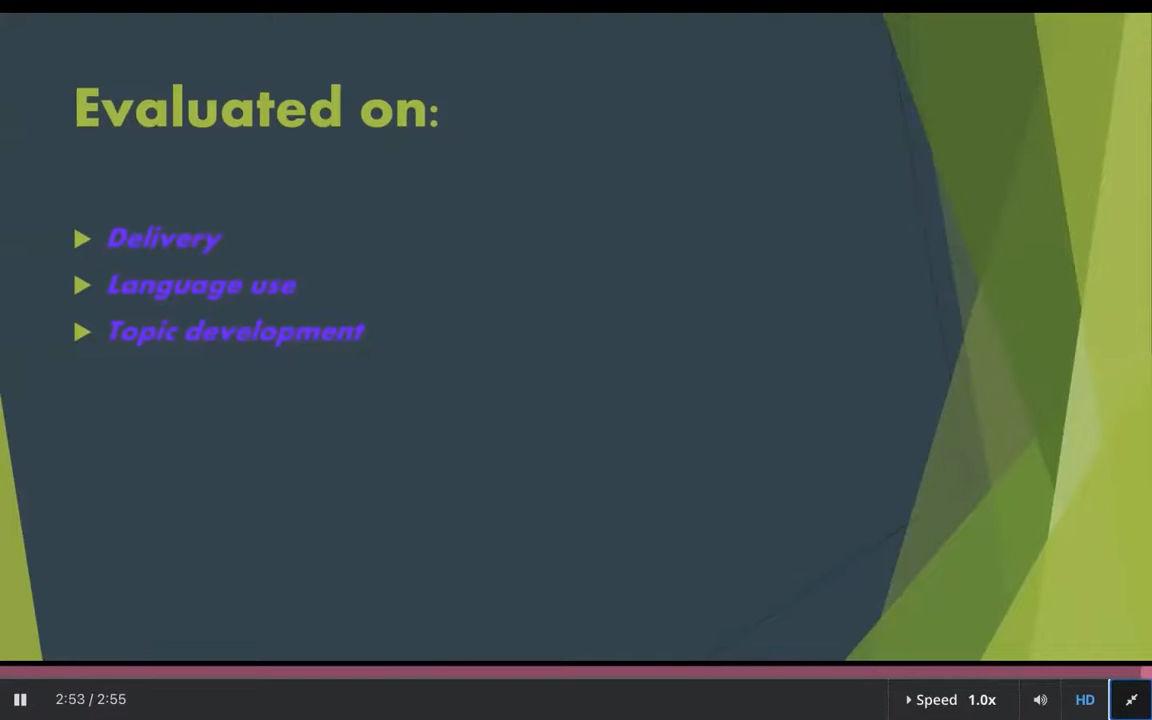 Evaluated on:
Delivery
Language use
Topic development
2:53 / 2:55
Speed 1.0x
HD